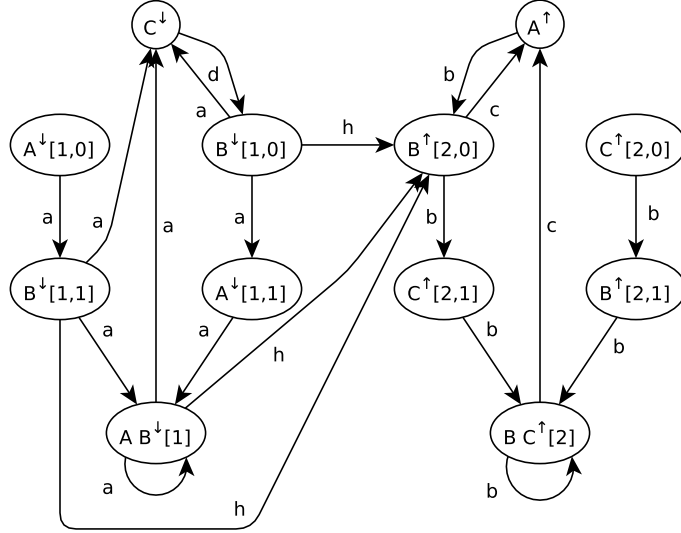 C↓
A↑
d
b
a
c
A↓[1,0]
B↓[1,0]
h
B↑[2,0]
C↑[2,0]
a
a
a
a
b
c
b
B↓[1,1]
A↓[1,1]
C↑[2,1]
B↑[2,1]
a
a
h
b
b
A B↓[1]
B C↑[2]
a
b
h